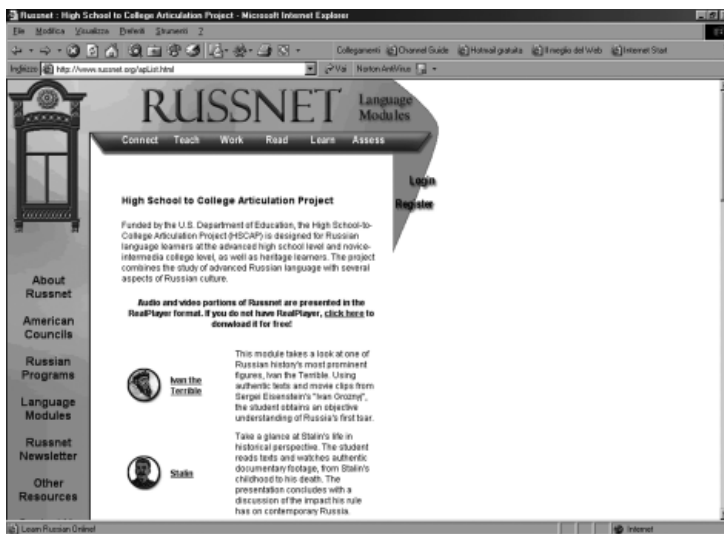 Russnet : High School to College Articulation Project - Microsoft Internet Explorer
File Modifica Visualizza Preferiti Strumenti ?
Collegamenti Channel Guide Hotmail gratuita Il meglio del Web Internet Start
Indirizzo http://www.russnet.org/apList.html Vai Norton AntiVirus
RUSSNET Language
Modules
Connect Teach Work Read Learn Assess
Login
Register
High School to College Articulation Project
Funded by the U.S. Department of Education, the High School-to-
College Articulation Project (HSCAP) is designed for Russian
language learners at the advanced high school level and novice-
intermedia college level, as well as heritage learners. The project
combines the study of advanced Russian language with several
aspects of Russian culture.
Audio and video portions of Russnet are presented in the
RealPlayer format. If you do not have RealPlayer, click here to
donwload it for free!
About
Russnet
American
Councils
Russian
Programs
Language
Modules
Russnet
Newsletter
Other
Resources
Ivan the
Terrible
This module takes a look at one of
Russian history's most prominent
figures, Ivan the Terrible. Using
authentic texts and movie clips from
Sergei Eisenstein's "Ivan Groznyj",
the student obtains an objective
understanding of Russia's first tsar.
Stalin
Take a glance at Stalin's life in
historical perspective. The student
reads texts and watches authentic
documentary footage, from Stalin's
childhood to his death. The
presentation concludes with a
discussion of the impact his rule
has on contemporary Russia.
Learn Russian Online!
Internet